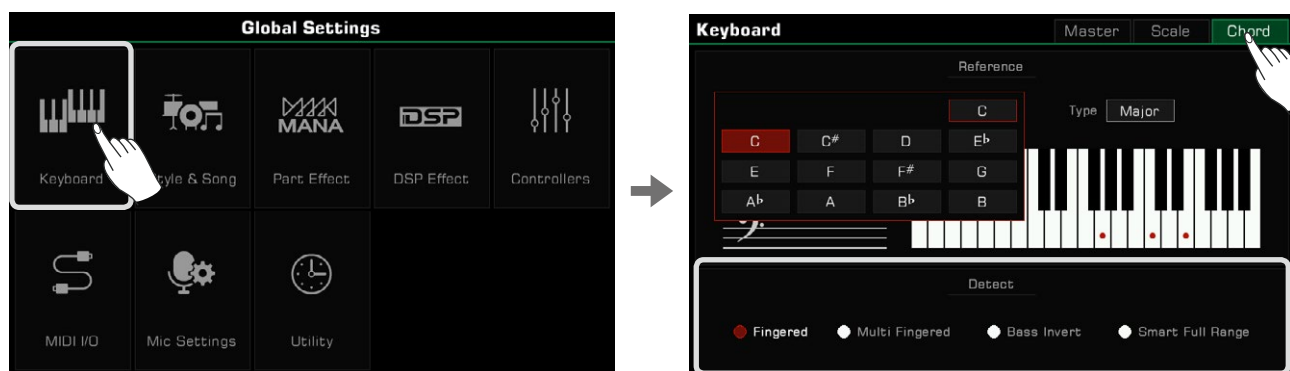 Global Settings
Keyboard
Style & Song
MANA
Part Effect
DSP
DSP Effect
Controllers
MIDI I/O
Mic Settings
Utility
Keyboard
Master
Scale
Chord
Reference
C
Type Major
C C# D E♭
E F F# G
A♭ A B♭ B
Detect
Fingered Multi Fingered Bass Invert Smart Full Range